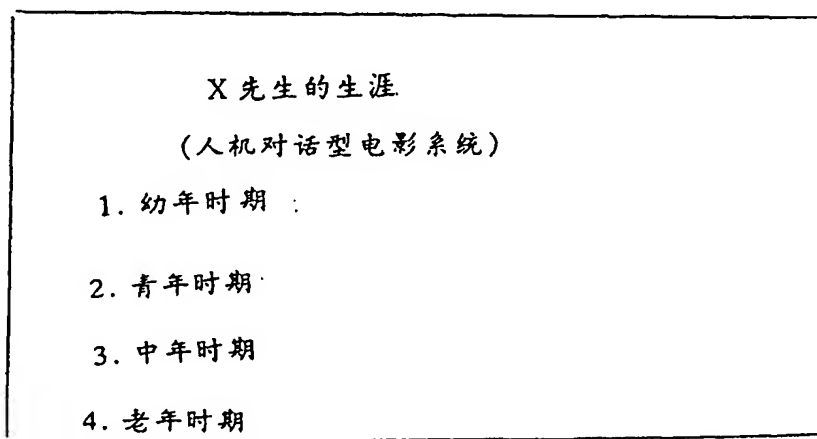 X先生的生涯
(人机对话型电影系统)
1. 幼年时期
2. 青年时期
3. 中年时期
4. 老年时期